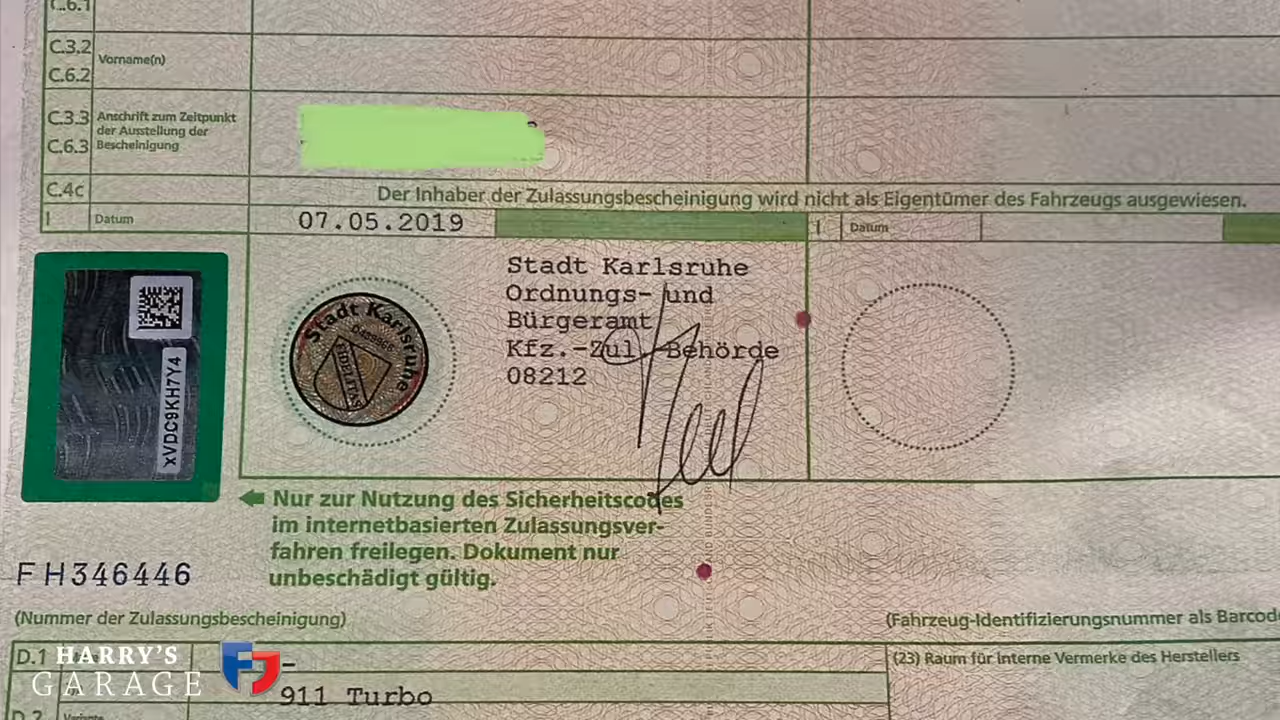 C.6.1
C.3.2
C.6.2
Vorname(n)
C.3.3
C.6.3
Anschrift zum Zeitpunkt
der Ausstellung der
Bescheinigung
C.4c
Der Inhaber der Zulassungsbescheinigung wird nicht als Eigentümer des Fahrzeugs ausgewiesen.
I Datum 07.05.2019 I Datum
Stadt Karlsruhe
Ordnungs- und
Bürgeramt
Kfz.-Zul.-Behörde
08212
Stadt Karlsruhe
FIDELITAS
XVDC9KH7Y4
Nur zur Nutzung des Sicherheitscodes
im internetbasierten Zulassungsver-
fahren freilegen. Dokument nur
unbeschädigt gültig.
FH346446
(Nummer der Zulassungsbescheinigung)
(Fahrzeug-Identifizierungsnummer als Barcode
D.1
-
(23) Raum für interne Vermerke des Herstellers
911 Turbo
D.2
Variante
HARRY'S
GARAGE